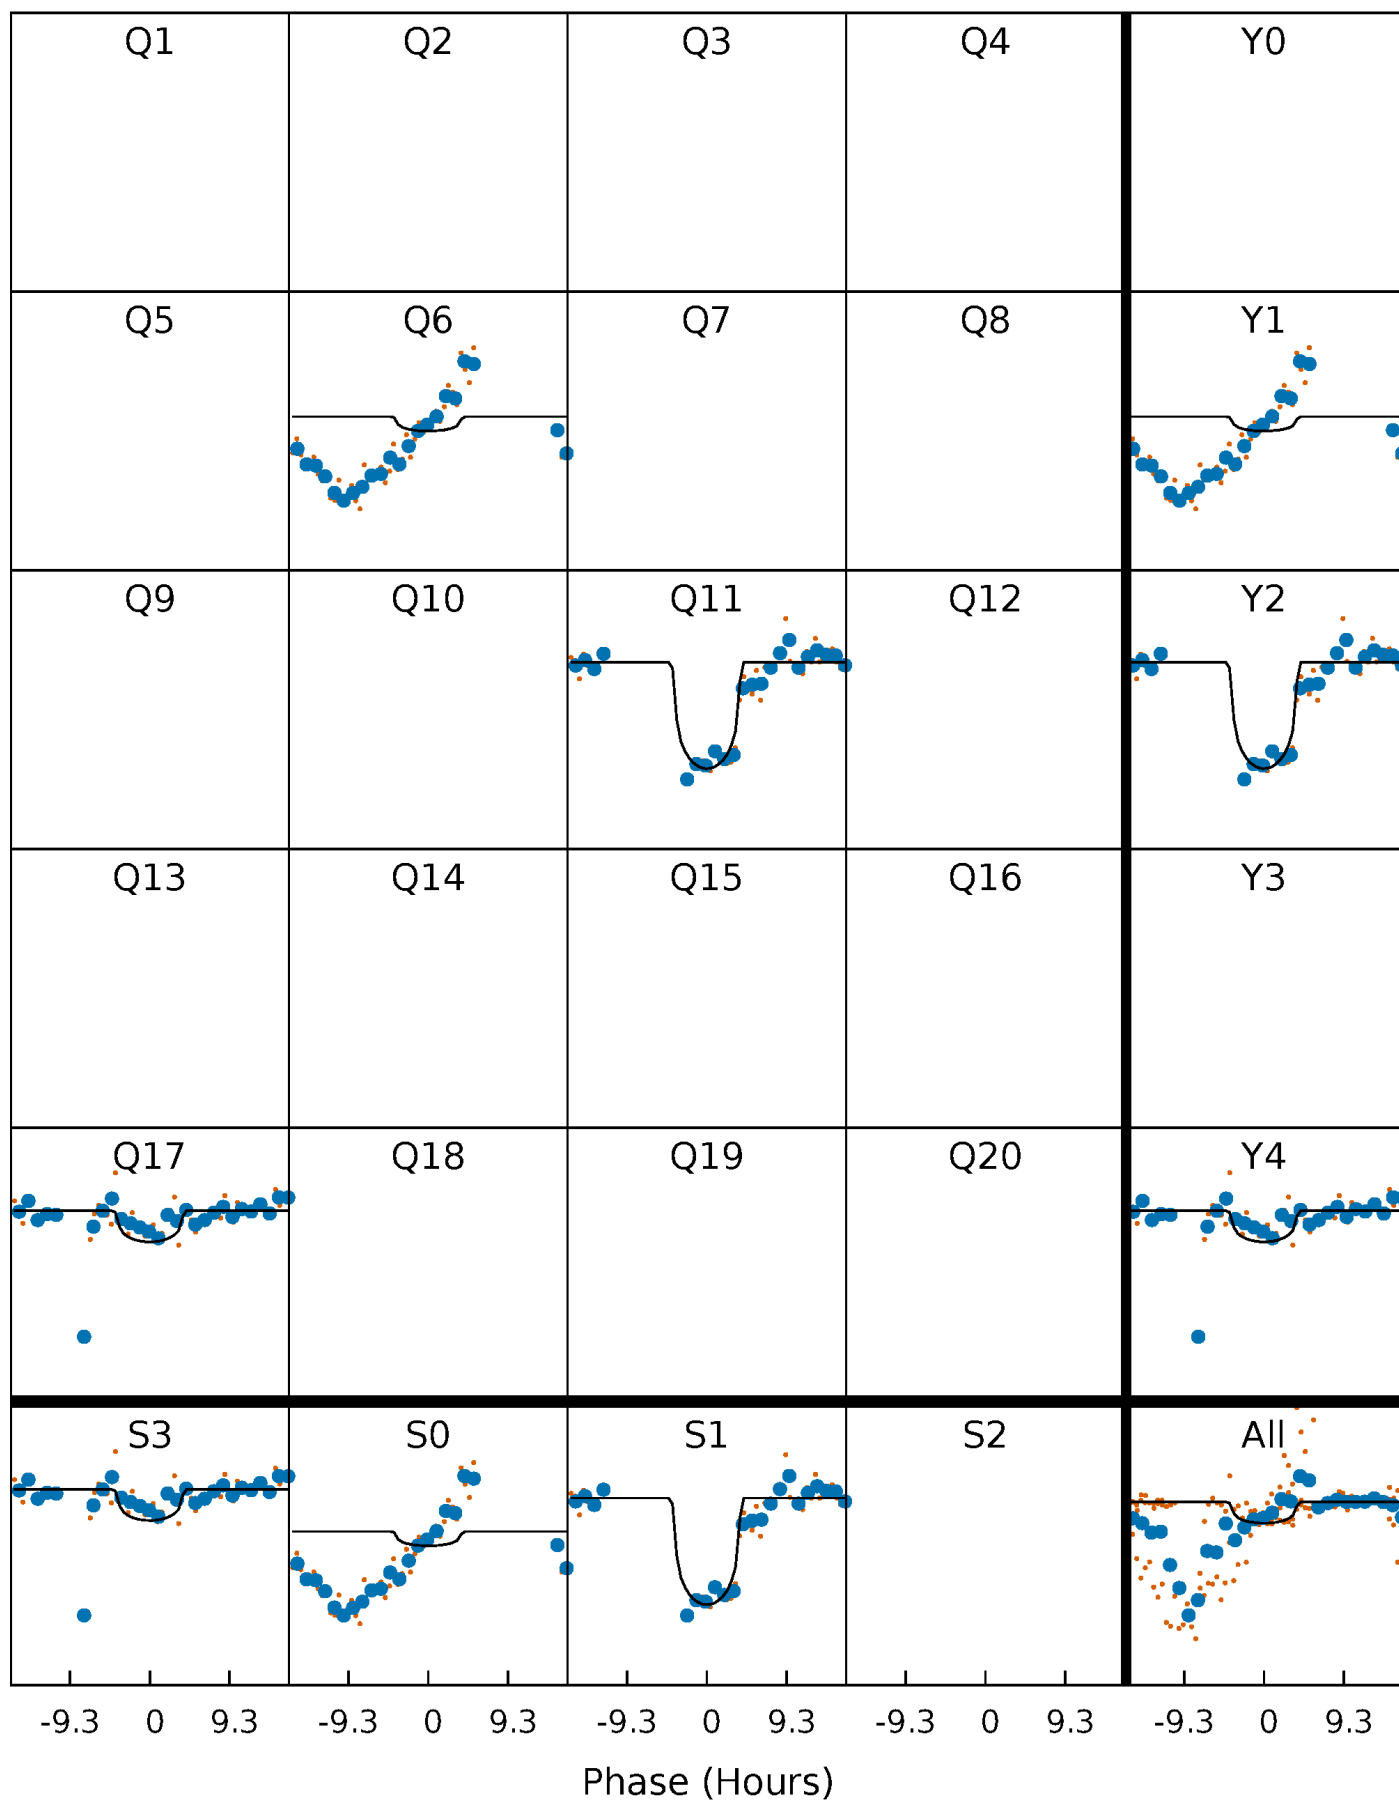 Q1 Q2 Q3 Q4 Y0
Q5 Q6 Q7 Q8 Y1
Q9 Q10 Q11 Q12 Y2
Q13 Q14 Q15 Q16 Y3
Q17 Q18 Q19 Q20 Y4
S3 S0 S1 S2 All
-9.3 0 9.3 -9.3 0 9.3 -9.3 0 9.3 -9.3 0 9.3 -9.3 0 9.3
Phase (Hours)